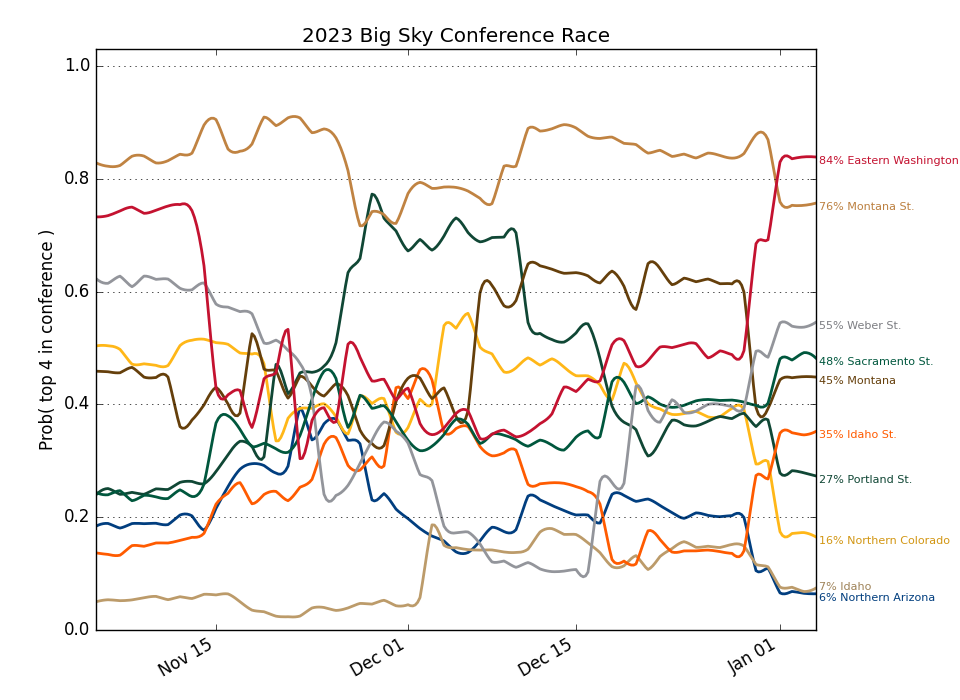 2023 Big Sky Conference Race
Prob( top 4 in conference )
1.0
0.8
0.6
0.4
0.2
0.0
Nov 15
Dec 01
Dec 15
Jan 01
84% Eastern Washington
76% Montana St.
55% Weber St.
48% Sacramento St.
45% Montana
35% Idaho St.
27% Portland St.
16% Northern Colorado
7% Idaho
6% Northern Arizona